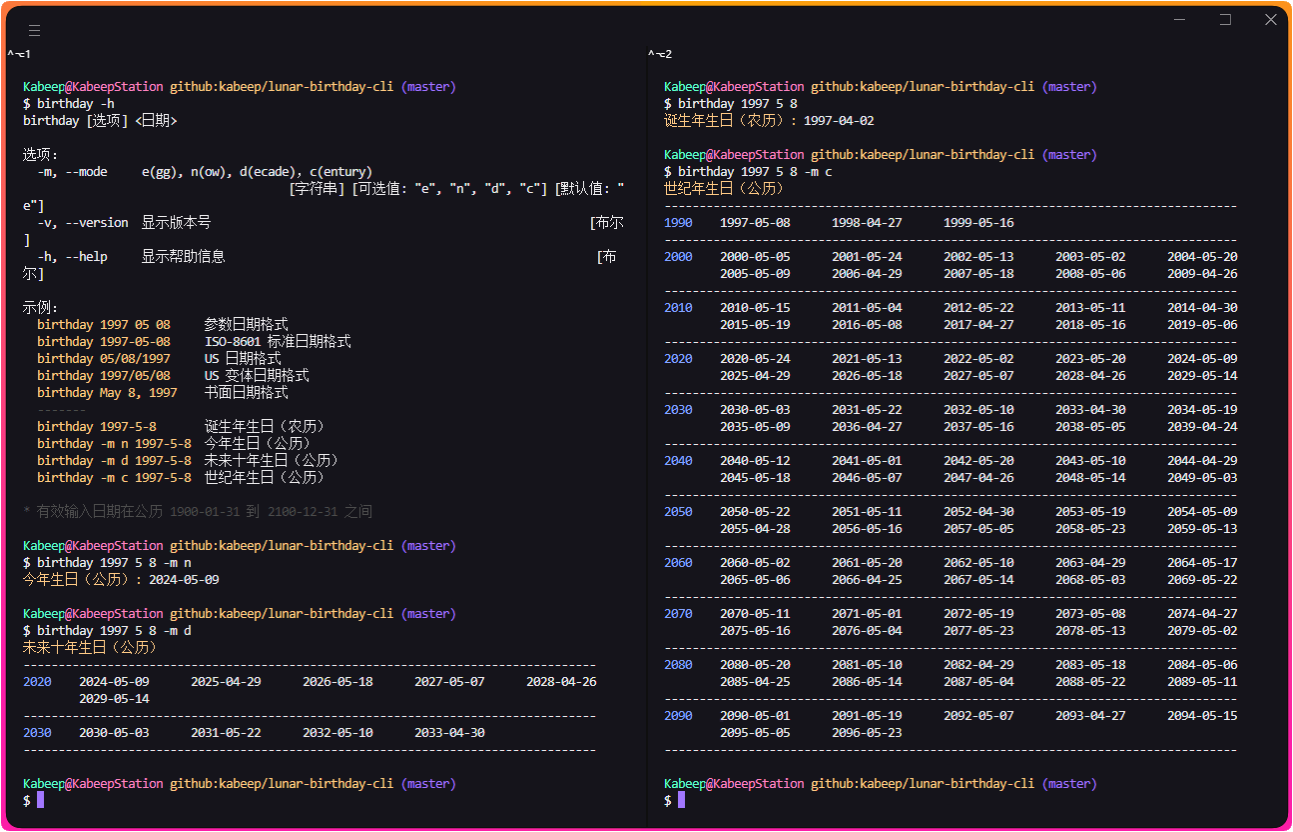 ^⌥1
Kabeep@KabeepStation github:kabeep/lunar-birthday-cli (master)
$ birthday -h
birthday [选项] <日期>
选项：
-m, --mode     e(gg), n(ow), d(ecade), c(entury)
[字符串] [可选值: "e", "n", "d", "c"] [默认值: "
e"]
-v, --version  显示版本号 [布尔
]
-h, --help     显示帮助信息 [布
尔]
示例：
birthday 1997 05 08     参数日期格式
birthday 1997-05-08     ISO-8601 标准日期格式
birthday 05/08/1997     US 日期格式
birthday 1997/05/08     US 变体日期格式
birthday May 8, 1997    书面日期格式
-------
birthday 1997-5-8       诞生年生日（农历）
birthday -m n 1997-5-8  今年生日（公历）
birthday -m d 1997-5-8  未来十年生日（公历）
birthday -m c 1997-5-8  世纪年生日（公历）
* 有效输入日期在公历 1900-01-31 到 2100-12-31 之间
Kabeep@KabeepStation github:kabeep/lunar-birthday-cli (master)
$ birthday 1997 5 8 -m n
今年生日（公历）: 2024-05-09
Kabeep@KabeepStation github:kabeep/lunar-birthday-cli (master)
$ birthday 1997 5 8 -m d
未来十年生日（公历）
2020 2024-05-09 2025-04-29 2026-05-18 2027-05-07 2028-04-26
2029-05-14
2030 2030-05-03 2031-05-22 2032-05-10 2033-04-30
Kabeep@KabeepStation github:kabeep/lunar-birthday-cli (master)
$
^⌥2
Kabeep@KabeepStation github:kabeep/lunar-birthday-cli (master)
$ birthday 1997 5 8
诞生年生日（农历）: 1997-04-02
Kabeep@KabeepStation github:kabeep/lunar-birthday-cli (master)
$ birthday 1997 5 8 -m c
世纪年生日（公历）
1990 1997-05-08 1998-04-27 1999-05-16
2000 2000-05-05 2001-05-24 2002-05-13 2003-05-02 2004-05-20
2005-05-09 2006-04-29 2007-05-18 2008-05-06 2009-04-26
2010 2010-05-15 2011-05-04 2012-05-22 2013-05-11 2014-04-30
2015-05-19 2016-05-08 2017-04-27 2018-05-16 2019-05-06
2020 2020-05-24 2021-05-13 2022-05-02 2023-05-20 2024-05-09
2025-04-29 2026-05-18 2027-05-07 2028-04-26 2029-05-14
2030 2030-05-03 2031-05-22 2032-05-10 2033-04-30 2034-05-19
2035-05-09 2036-04-27 2037-05-16 2038-05-05 2039-04-24
2040 2040-05-12 2041-05-01 2042-05-20 2043-05-10 2044-04-29
2045-05-18 2046-05-07 2047-04-26 2048-05-14 2049-05-03
2050 2050-05-22 2051-05-11 2052-04-30 2053-05-19 2054-05-09
2055-04-28 2056-05-16 2057-05-05 2058-05-23 2059-05-13
2060 2060-05-02 2061-05-20 2062-05-10 2063-04-29 2064-05-17
2065-05-06 2066-04-25 2067-05-14 2068-05-03 2069-05-22
2070 2070-05-11 2071-05-01 2072-05-19 2073-05-08 2074-04-27
2075-05-16 2076-05-04 2077-05-23 2078-05-13 2079-05-02
2080 2080-05-20 2081-05-10 2082-04-29 2083-05-18 2084-05-06
2085-04-25 2086-05-14 2087-05-04 2088-05-22 2089-05-11
2090 2090-05-01 2091-05-19 2092-05-07 2093-04-27 2094-05-15
2095-05-05 2096-05-23
Kabeep@KabeepStation github:kabeep/lunar-birthday-cli (master)
$